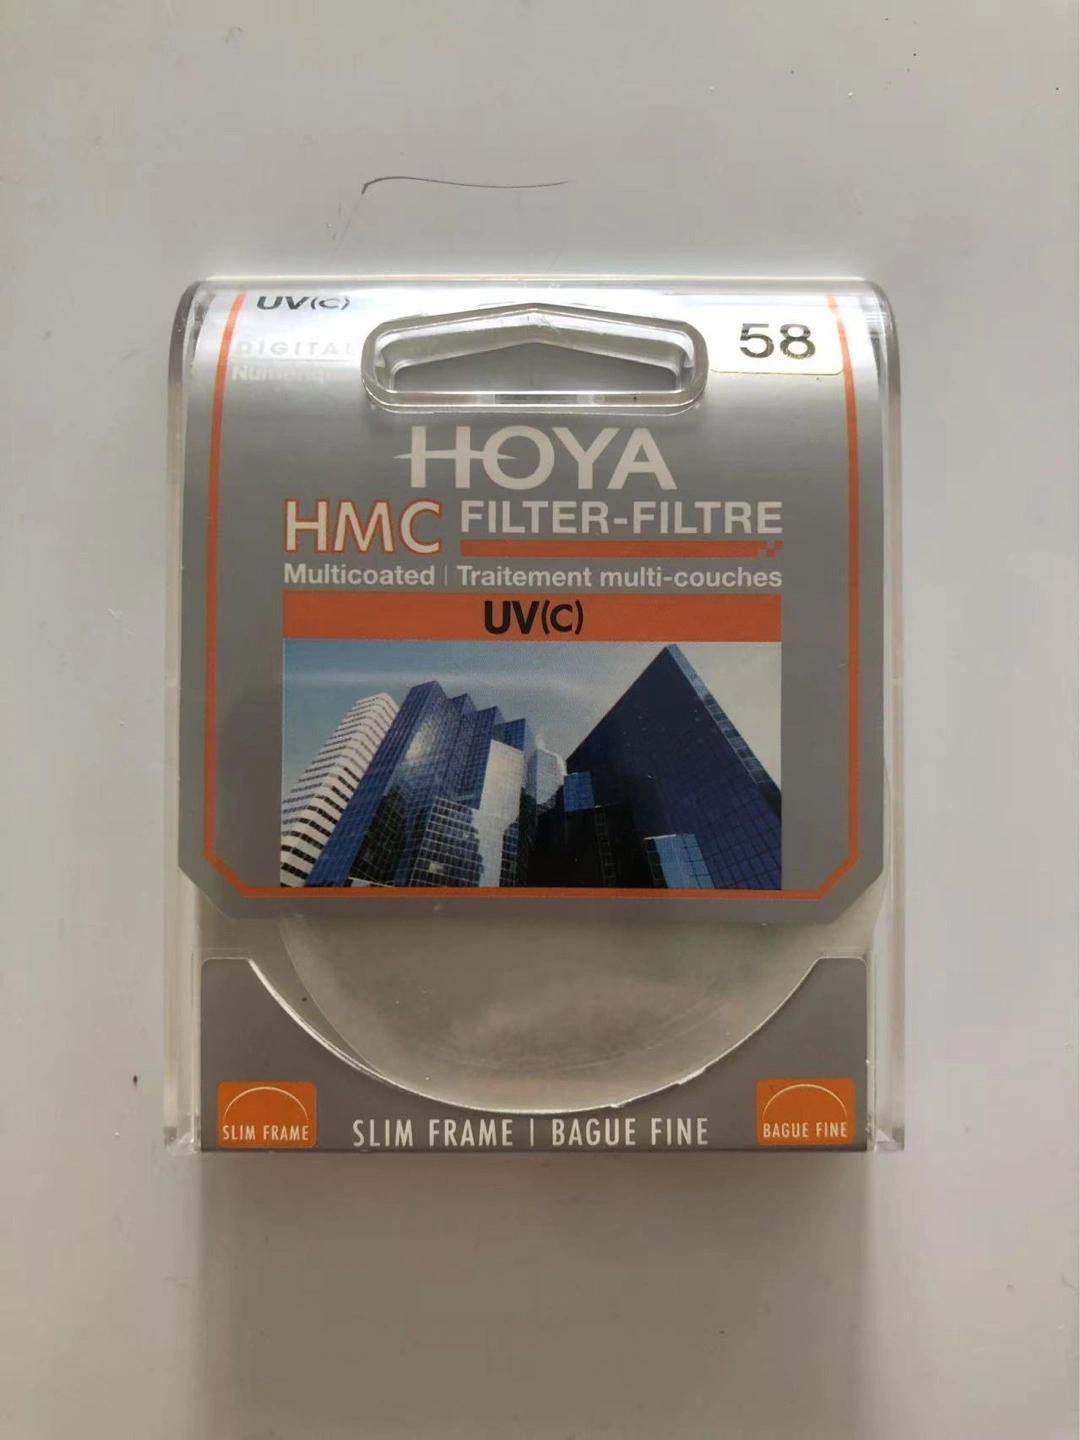 UV(C)
58
DIGITAL
HOYA
HMC FILTER-FILTRE
Multicoated | Traitement multi-couches
UV(C)
SLIM FRAME
SLIM FRAME | BAGUE FINE
BAGUE FINE